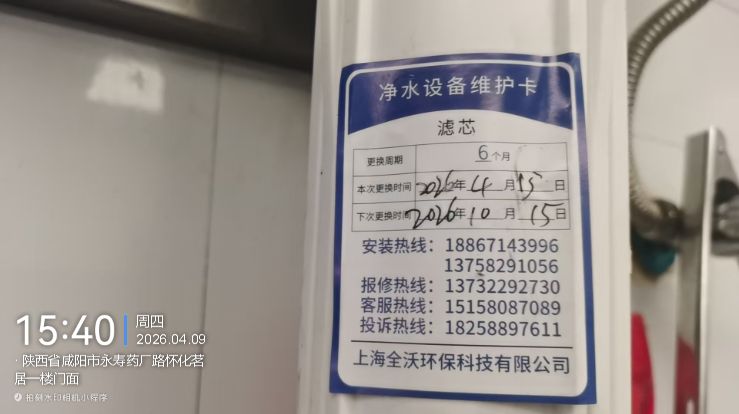 净水设备维护卡
滤芯
更换周期 6个月
本次更换时间 2026年4月15日
下次更换时间 2026年10月15日
安装热线：18867143996
13758291056
报修热线：13732292730
客服热线：15158087089
投诉热线：18258897611
上海全沃环保科技有限公司
15:40
周四
2026.04.09
·陕西省咸阳市永寿药厂路怀化茗
居一楼门面
抢侧水印相机小程序